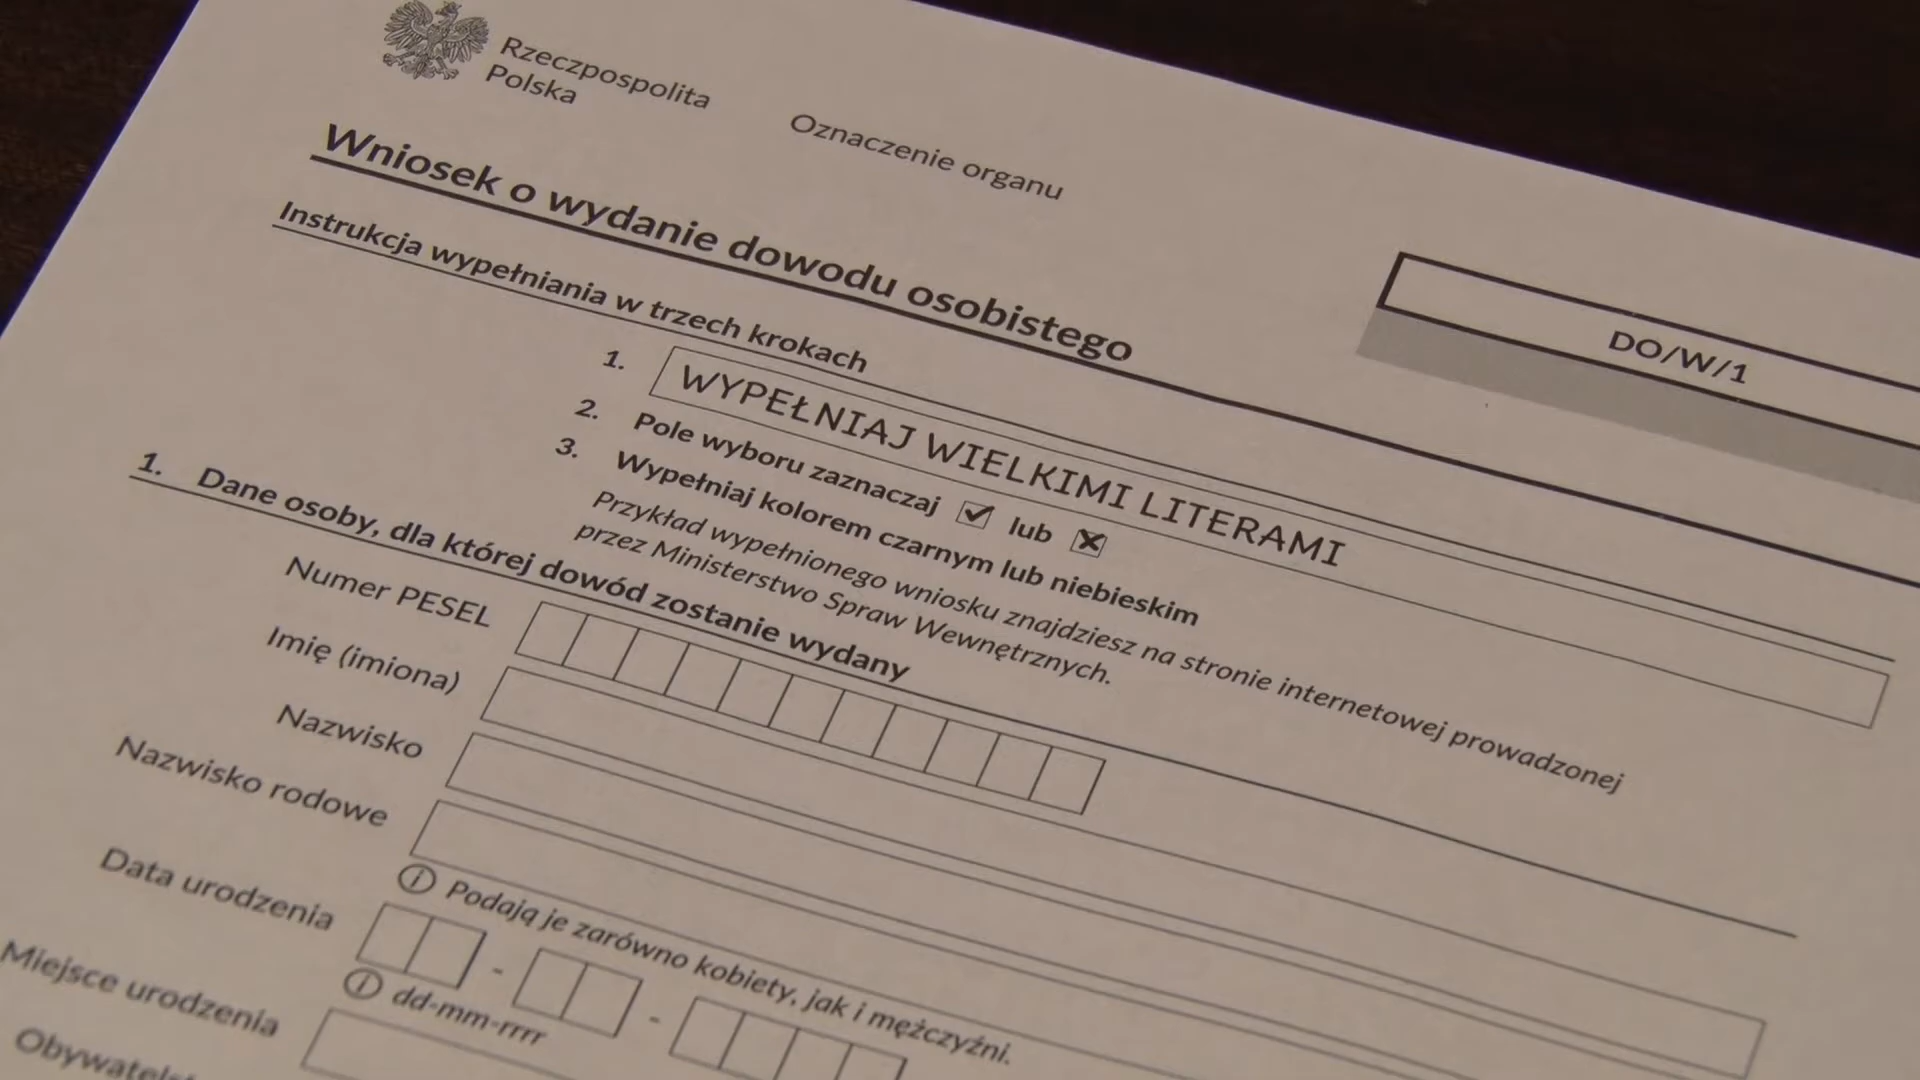 Rzeczpospolita
Polska
Oznaczenie organu
Wniosek o wydanie dowodu osobistego
DO/W/1
Instrukcja wypełniania w trzech krokach
1. WYPEŁNIAJ WIELKIMI LITERAMI
2. Pole wyboru zaznaczaj lub
3. Wypełniaj kolorem czarnym lub niebieskim
Przykład wypełnionego wniosku znajdziesz na stronie internetowej prowadzonej
przez Ministerstwo Spraw Wewnętrznych.
1. Dane osoby, dla której dowód zostanie wydany
Numer PESEL
Imię (imiona)
Nazwisko
Nazwisko rodowe
Podają je zarówno kobiety, jak i mężczyźni.
Data urodzenia - -
dd-mm-rrrr
Miejsce urodzenia